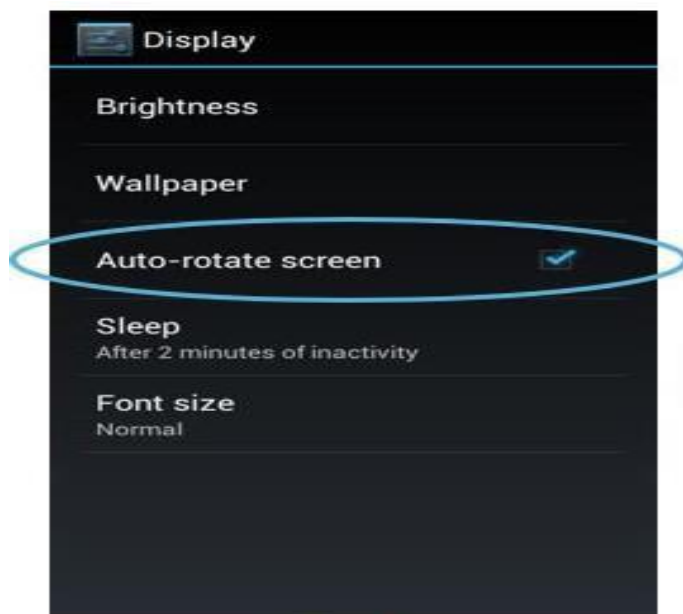 Display
Brightness
Wallpaper
Auto-rotate screen
Sleep
After 2 minutes of inactivity
Font size
Normal